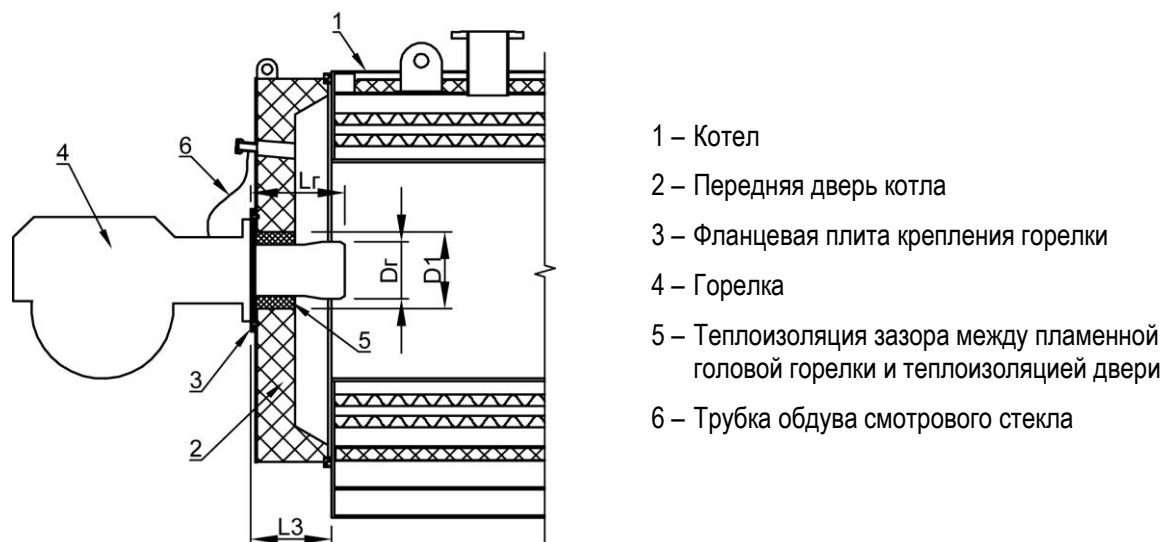 1
4
6
Lг
Dг
D1
5
3
2
L3
1 – Котел
2 – Передняя дверь котла
3 – Фланцевая плита крепления горелки
4 – Горелка
5 – Теплоизоляция зазора между пламенной
головой горелки и теплоизоляцией двери
6 – Трубка обдува смотрового стекла